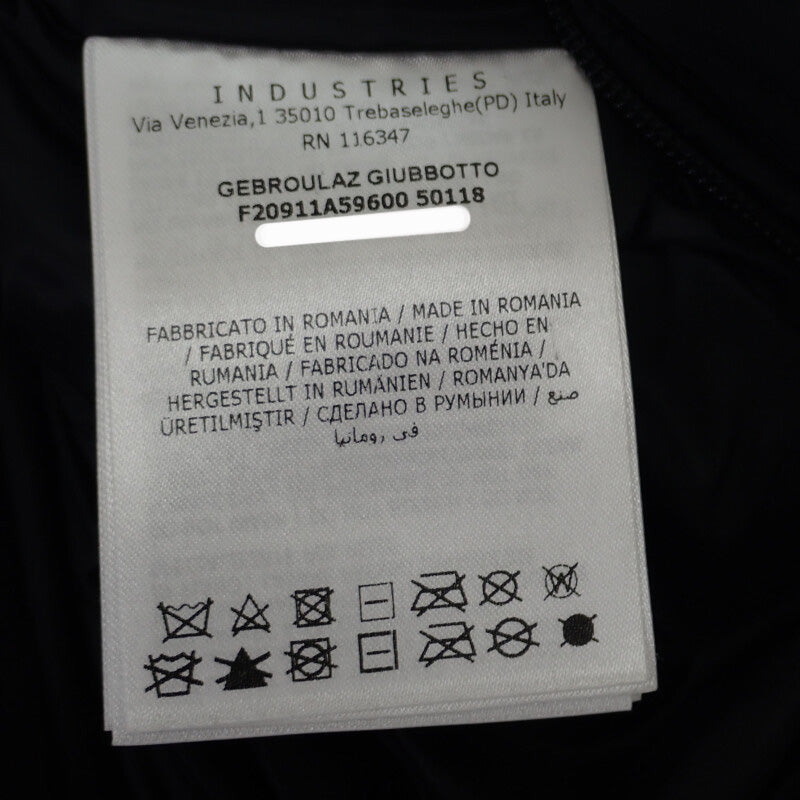 INDUSTRIES
Via Venezia,1 35010 Trebaseleghe(PD) Italy
RN 116347
GEBROULAZ GIUBBOTTO
F20911A59600 50118
FABBRICATO IN ROMANIA / MADE IN ROMANIA
/ FABRIQUÉ EN ROUMANIE / HECHO EN
RUMANIA / FABRICADO NA ROMÉNIA /
HERGESTELLT IN RUMÄNIEN / ROMANYA'DA
ÜRETILMIŞTIR / СДЕЛАНО В РУМЫНИИ / صنع
في رومانيا